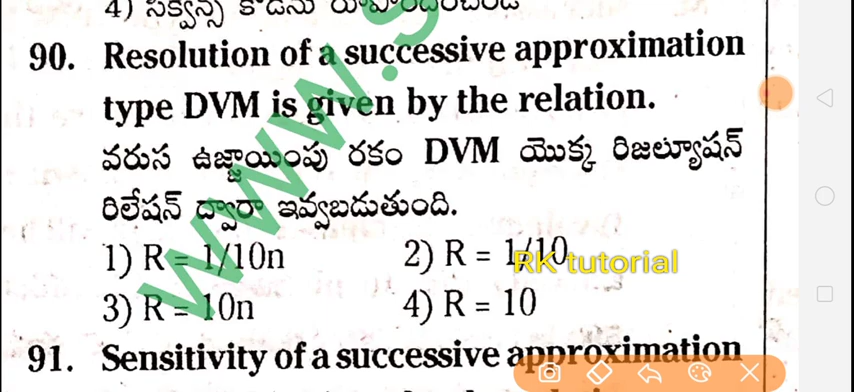 90. Resolution of a successive approximation
type DVM is given by the relation.
వరుస ఉజ్జాయింపు రకం DVM యొక్క రిజల్యూషన్
రిలేషన్ ద్వారా ఇవ్వబడుతుంది.
1) R = 1/10n 2) R = 1/10
RK tutorial
3) R = 10n 4) R = 10
91. Sensitivity of a successive approximation
www.s